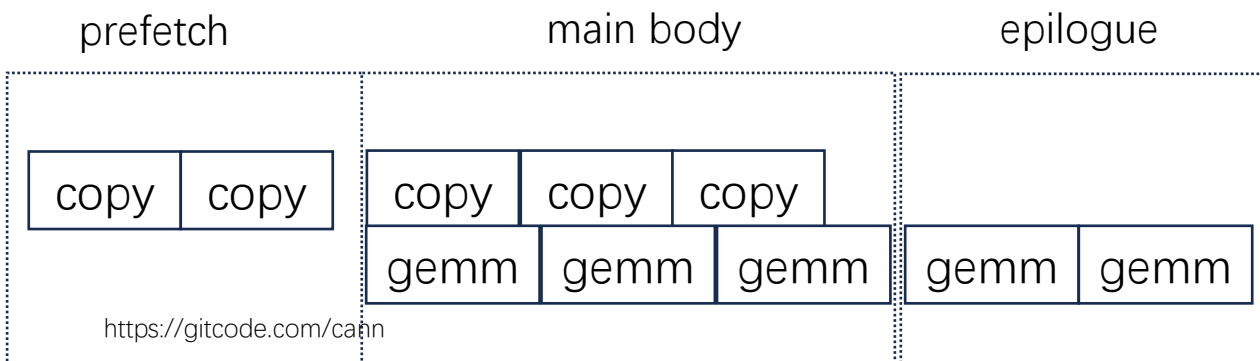 prefetch main body epilogue
copy copy copy copy copy
gemm gemm gemm gemm gemm
https://gitcode.com/cann